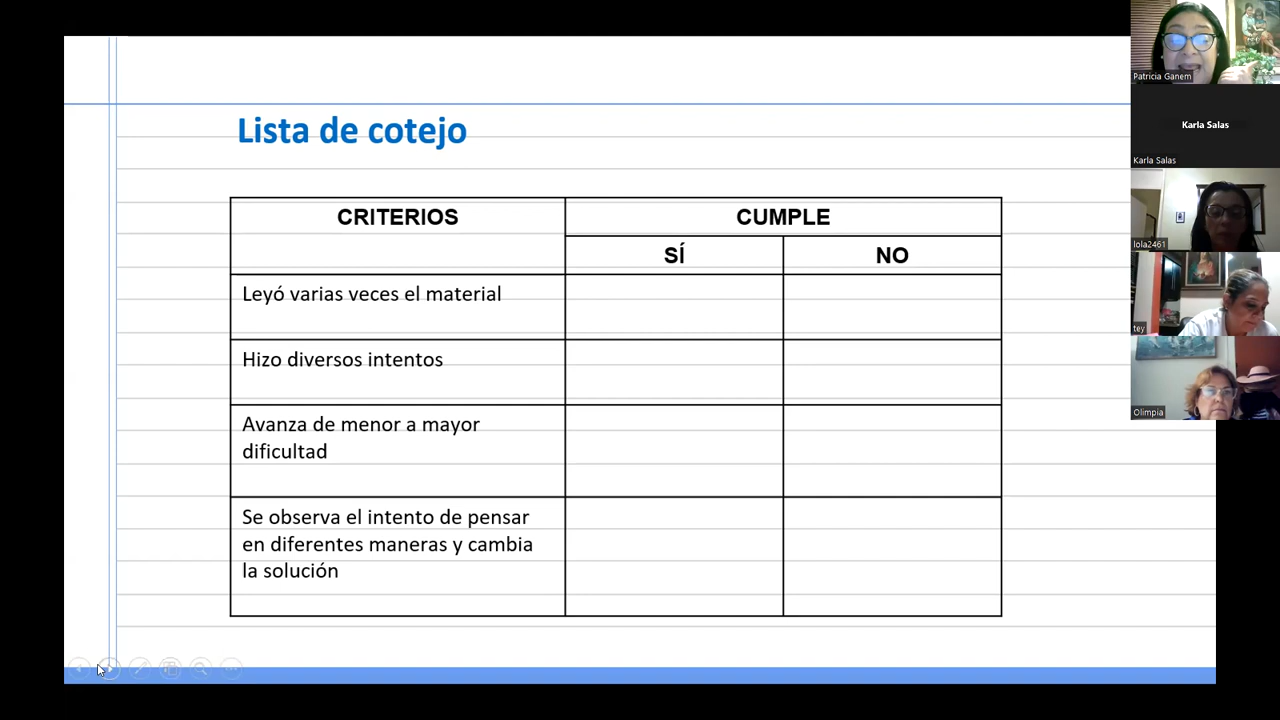 Lista de cotejo
CRITERIOS
CUMPLE
SÍ
NO
Leyó varias veces el material
Hizo diversos intentos
Avanza de menor a mayor
dificultad
Se observa el intento de pensar
en diferentes maneras y cambia
la solución
Patricia Ganem
Karla Salas
Karla Salas
lola2461
tey
Olimpia